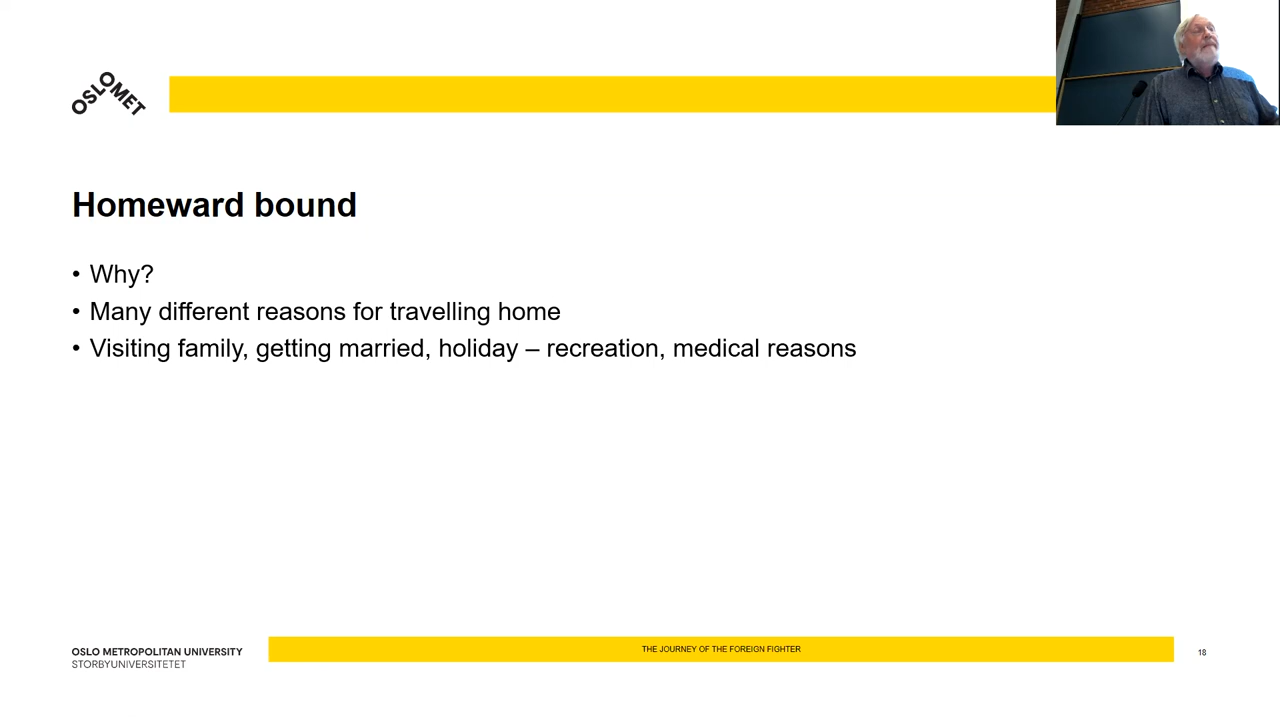 OSLOMET
Homeward bound
• Why?
• Many different reasons for travelling home
• Visiting family, getting married, holiday – recreation, medical reasons
OSLO METROPOLITAN UNIVERSITY
STORBYUNIVERSITETET
THE JOURNEY OF THE FOREIGN FIGHTER
18